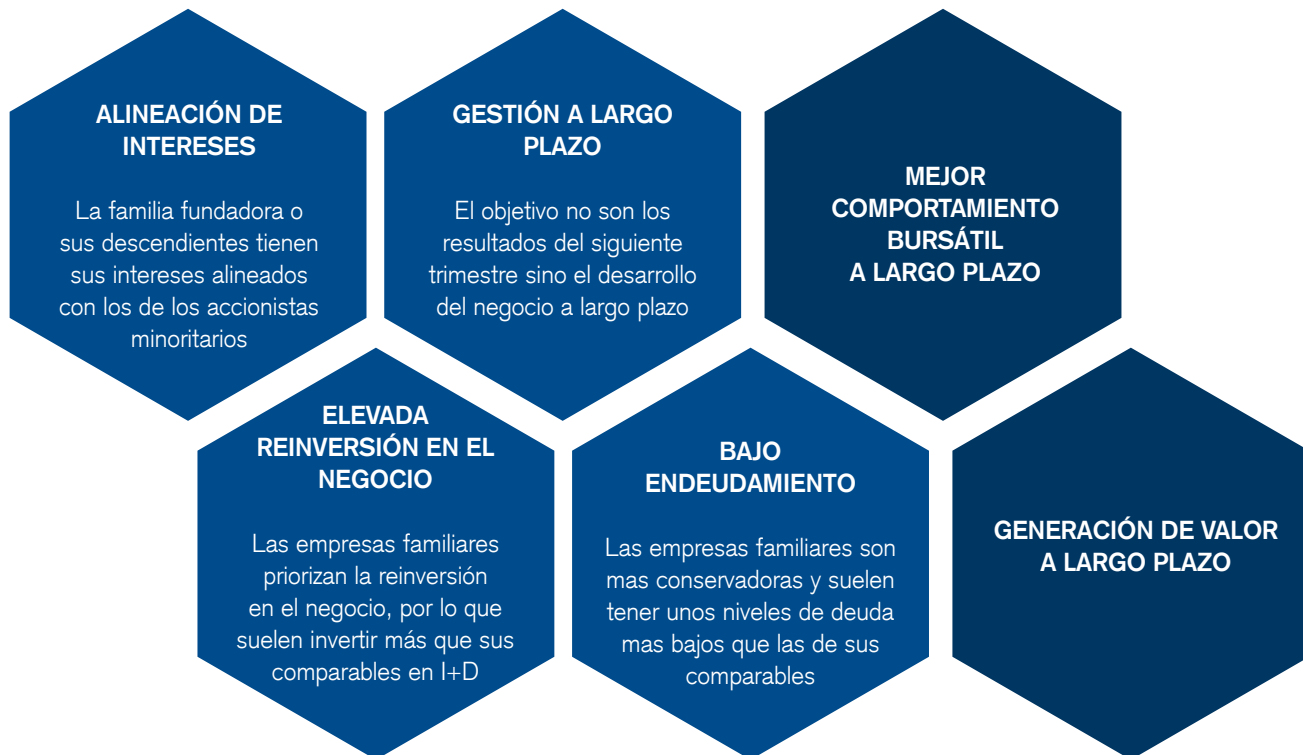 ALINEACIÓN DE
INTERESES
La familia fundadora o
sus descendientes tienen
sus intereses alineados
con los de los accionistas
minoritarios
GESTIÓN A LARGO
PLAZO
El objetivo no son los
resultados del siguiente
trimestre sino el desarrollo
del negocio a largo plazo
MEJOR
COMPORTAMIENTO
BURSÁTIL
A LARGO PLAZO
ELEVADA
REINVERSIÓN EN EL
NEGOCIO
Las empresas familiares
priorizan la reinversión
en el negocio, por lo que
suelen invertir más que sus
comparables en I+D
BAJO
ENDEUDAMIENTO
Las empresas familiares son
mas conservadoras y suelen
tener unos niveles de deuda
mas bajos que las de sus
comparables
GENERACIÓN DE VALOR
A LARGO PLAZO